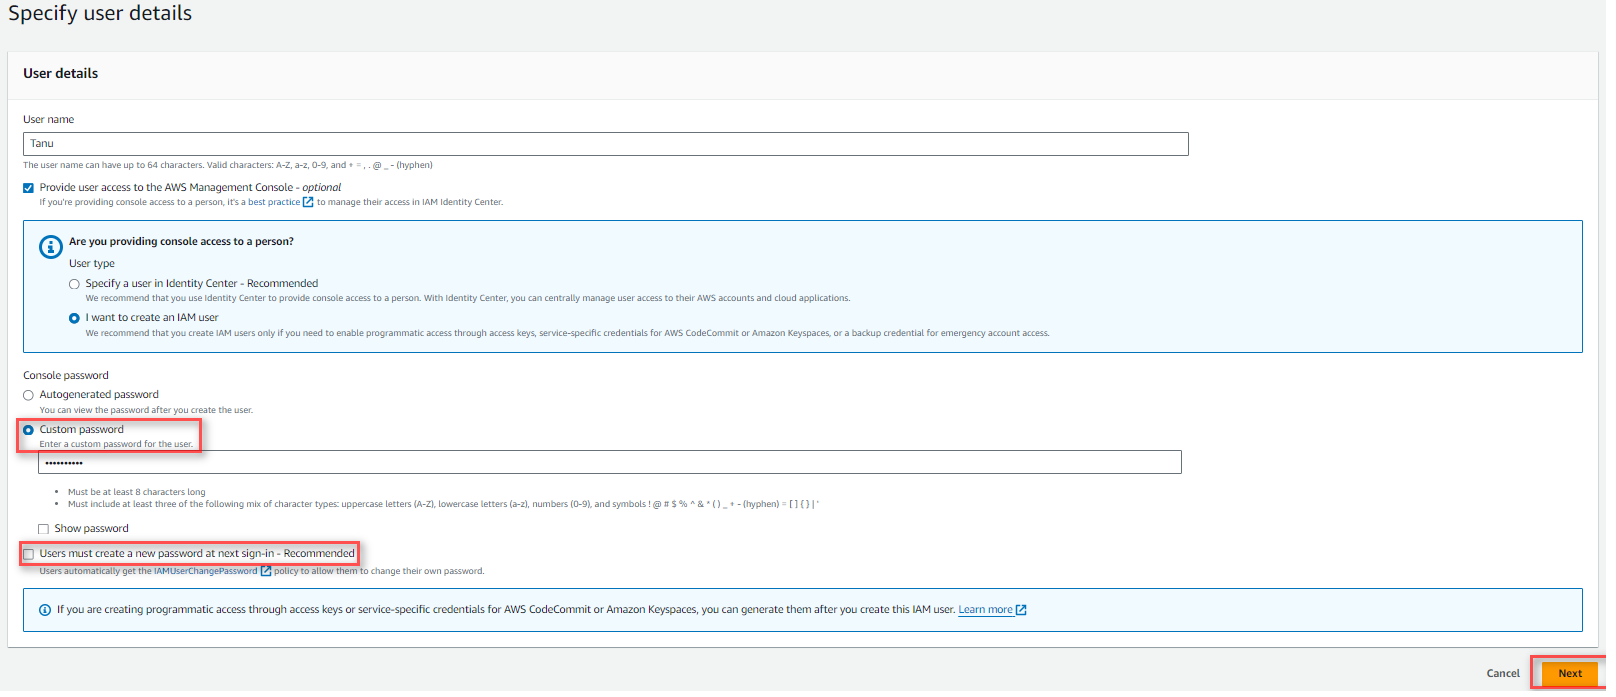 Specify user details
User details
User name
Tanu
The user name can have up to 64 characters. Valid characters: A-Z, a-z, 0-9, and + = , . @ _ - (hyphen)
Provide user access to the AWS Management Console - optional
If you're providing console access to a person, it's a best practice to manage their access in IAM Identity Center.
Are you providing console access to a person?
User type
Specify a user in Identity Center - Recommended
We recommend that you use Identity Center to provide console access to a person. With Identity Center, you can centrally manage user access to their AWS accounts and cloud applications.
I want to create an IAM user
We recommend that you create IAM users only if you need to enable programmatic access through access keys, service-specific credentials for AWS CodeCommit or Amazon Keyspaces, or a backup credential for emergency account access.
Console password
Autogenerated password
You can view the password after you create the user.
Custom password
Enter a custom password for the user.
••••••••••
• Must be at least 8 characters long
• Must include at least three of the following mix of character types: uppercase letters (A-Z), lowercase letters (a-z), numbers (0-9), and symbols ! @ # $ % ^ & * ( ) _ + - (hyphen) = [ ] { } | '
Show password
Users must create a new password at next sign-in - Recommended
Users automatically get the IAMUserChangePassword policy to allow them to change their own password.
If you are creating programmatic access through access keys or service-specific credentials for AWS CodeCommit or Amazon Keyspaces, you can generate them after you create this IAM user. Learn more
Cancel Next